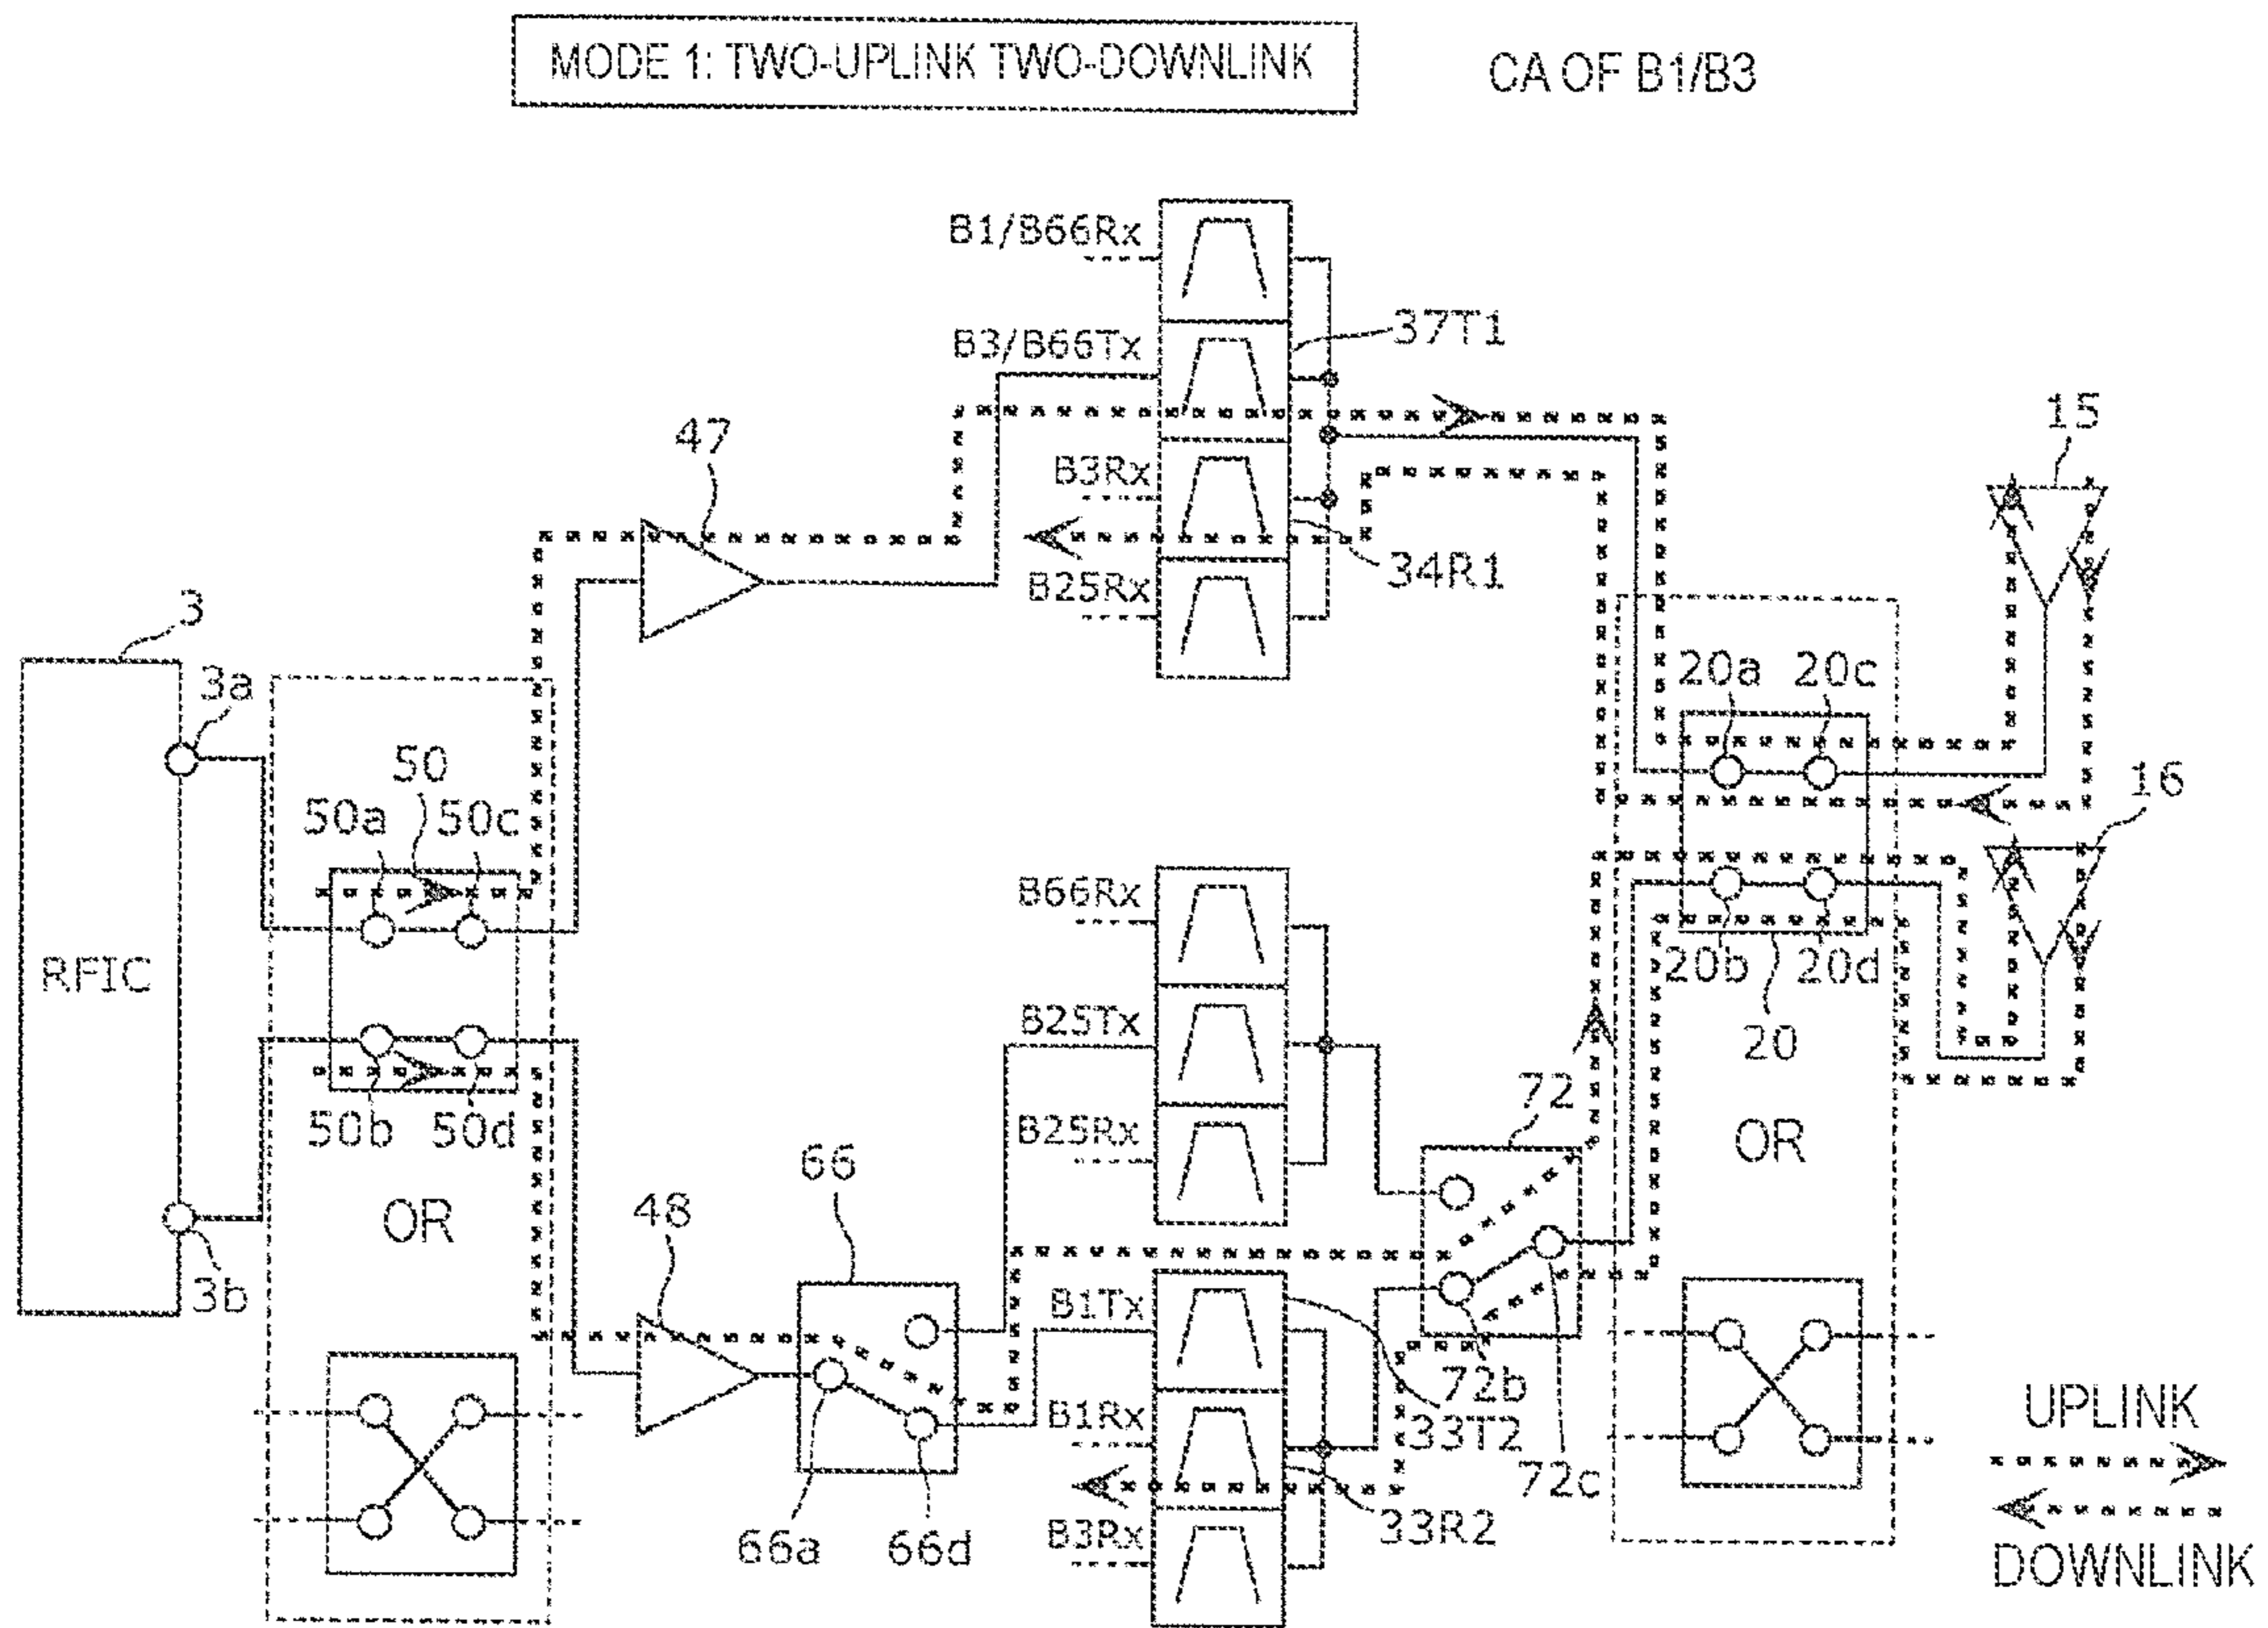 MODE 1: TWO-UPLINK TWO-DOWNLINK
CA OF B1/B3
B1/B66Rx
37T1
B3/B66Tx
15
47
B3Rx
34R1
B25Rx
3
3a
20a 20c
50
16
50a 50c
B66Rx
RFIC
20b 20d
B25Tx
20
72
50b 50d
B25Rx
OR
66
48
OR
3b
B1Tx
72b
UPLINK
B1Rx
33T2
72c
33R2
B3Rx
66a 66d
DOWNLINK